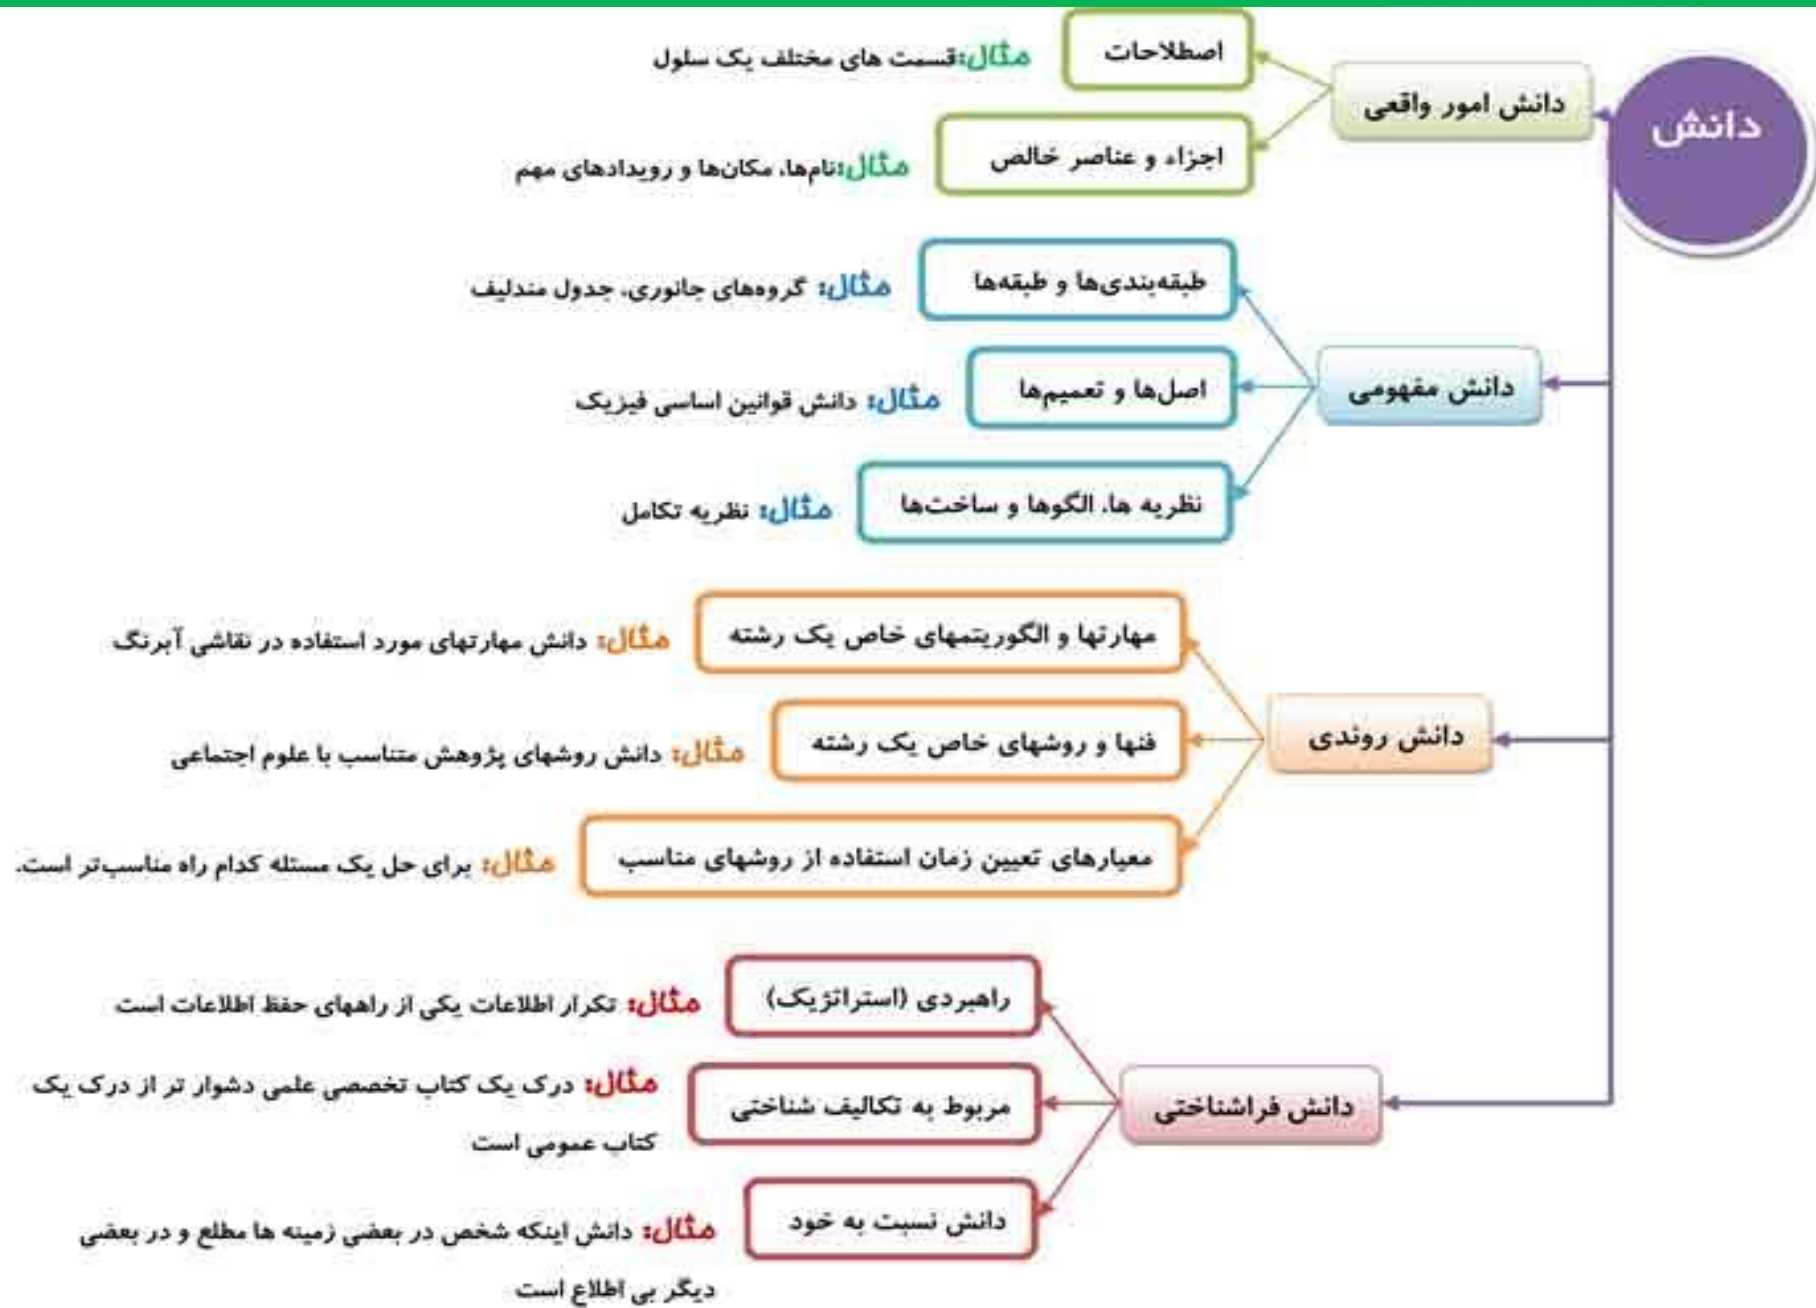 دانش
دانش امور واقعی
اصطلاحات
مثال:قسمت های مختلف یک سلول
اجزاء و عناصر خالص
مثال:نام‌ها، مکان‌ها و رویدادهای مهم
دانش مفهومی
طبقه‌بندی‌ها و طبقه‌ها
مثال: گروه‌های جانوری، جدول مندلیف
اصل‌ها و تعمیم‌ها
مثال: دانش قوانین اساسی فیزیک
نظریه ها، الگوها و ساخت‌ها
مثال: نظریه تکامل
دانش روندی
مهارتها و الگوریتمهای خاص یک رشته
مثال: دانش مهارتهای مورد استفاده در نقاشی آبرنگ
فنها و روشهای خاص یک رشته
مثال: دانش روشهای پژوهش متناسب با علوم اجتماعی
معیارهای تعیین زمان استفاده از روشهای مناسب
مثال: برای حل یک مسئله کدام راه مناسب‌تر است.
دانش فراشناختی
راهبردی (استراتژیک)
مثال: تکرار اطلاعات یکی از راههای حفظ اطلاعات است
مربوط به تکالیف شناختی
مثال: درک یک کتاب تخصصی علمی دشوار تر از درک یک
کتاب عمومی است
دانش نسبت به خود
مثال: دانش اینکه شخص در بعضی زمینه ها مطلع و در بعضی
دیگر بی اطلاع است